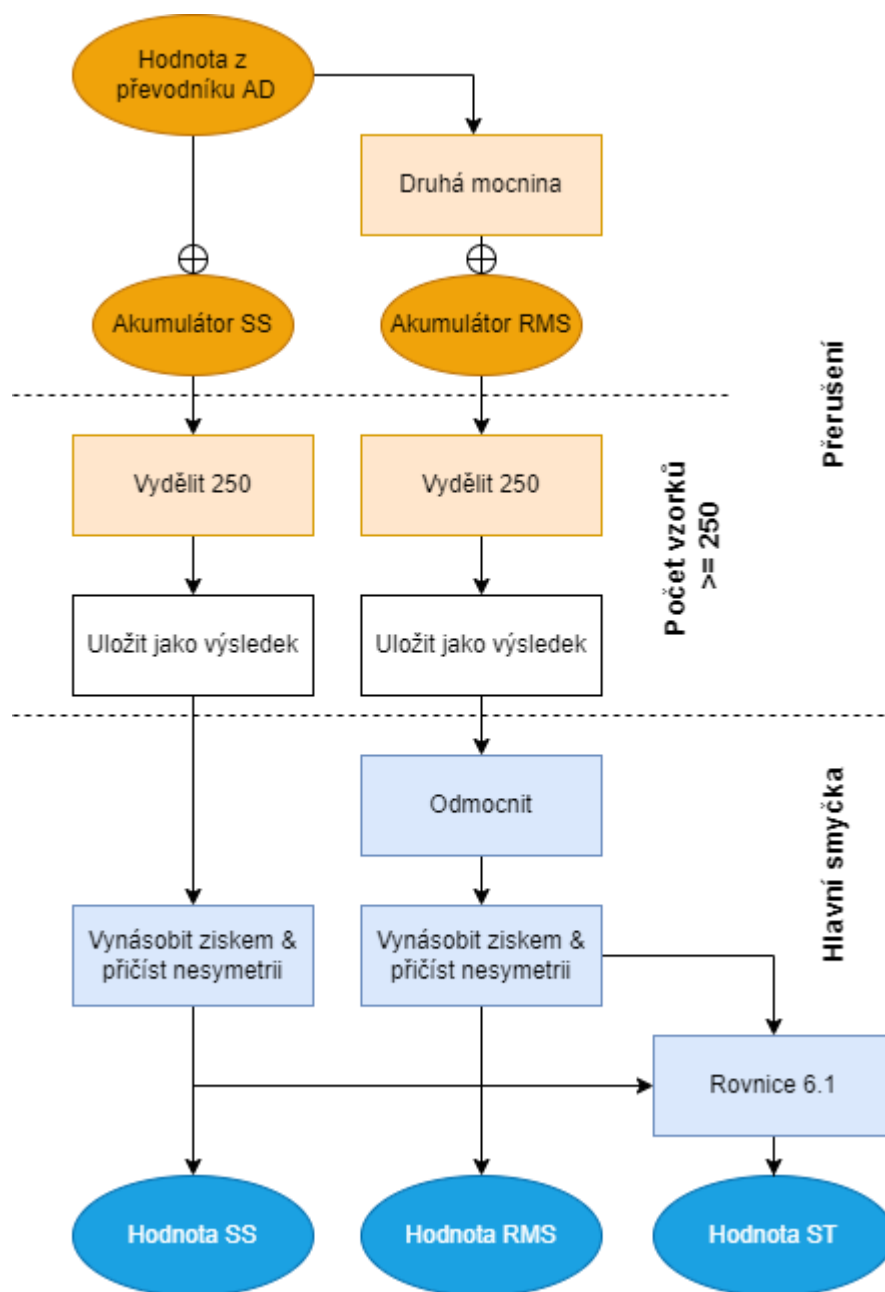 Hodnota z
převodníku AD
Druhá mocnina
Akumulátor SS
Akumulátor RMS
Přerušení
Vydělit 250
Vydělit 250
Počet vzorků
>= 250
Uložit jako výsledek
Uložit jako výsledek
Odmocnit
Hlavní smyčka
Vynásobit ziskem &
přičíst nesymetrii
Vynásobit ziskem &
přičíst nesymetrii
Rovnice 6.1
Hodnota SS
Hodnota RMS
Hodnota ST